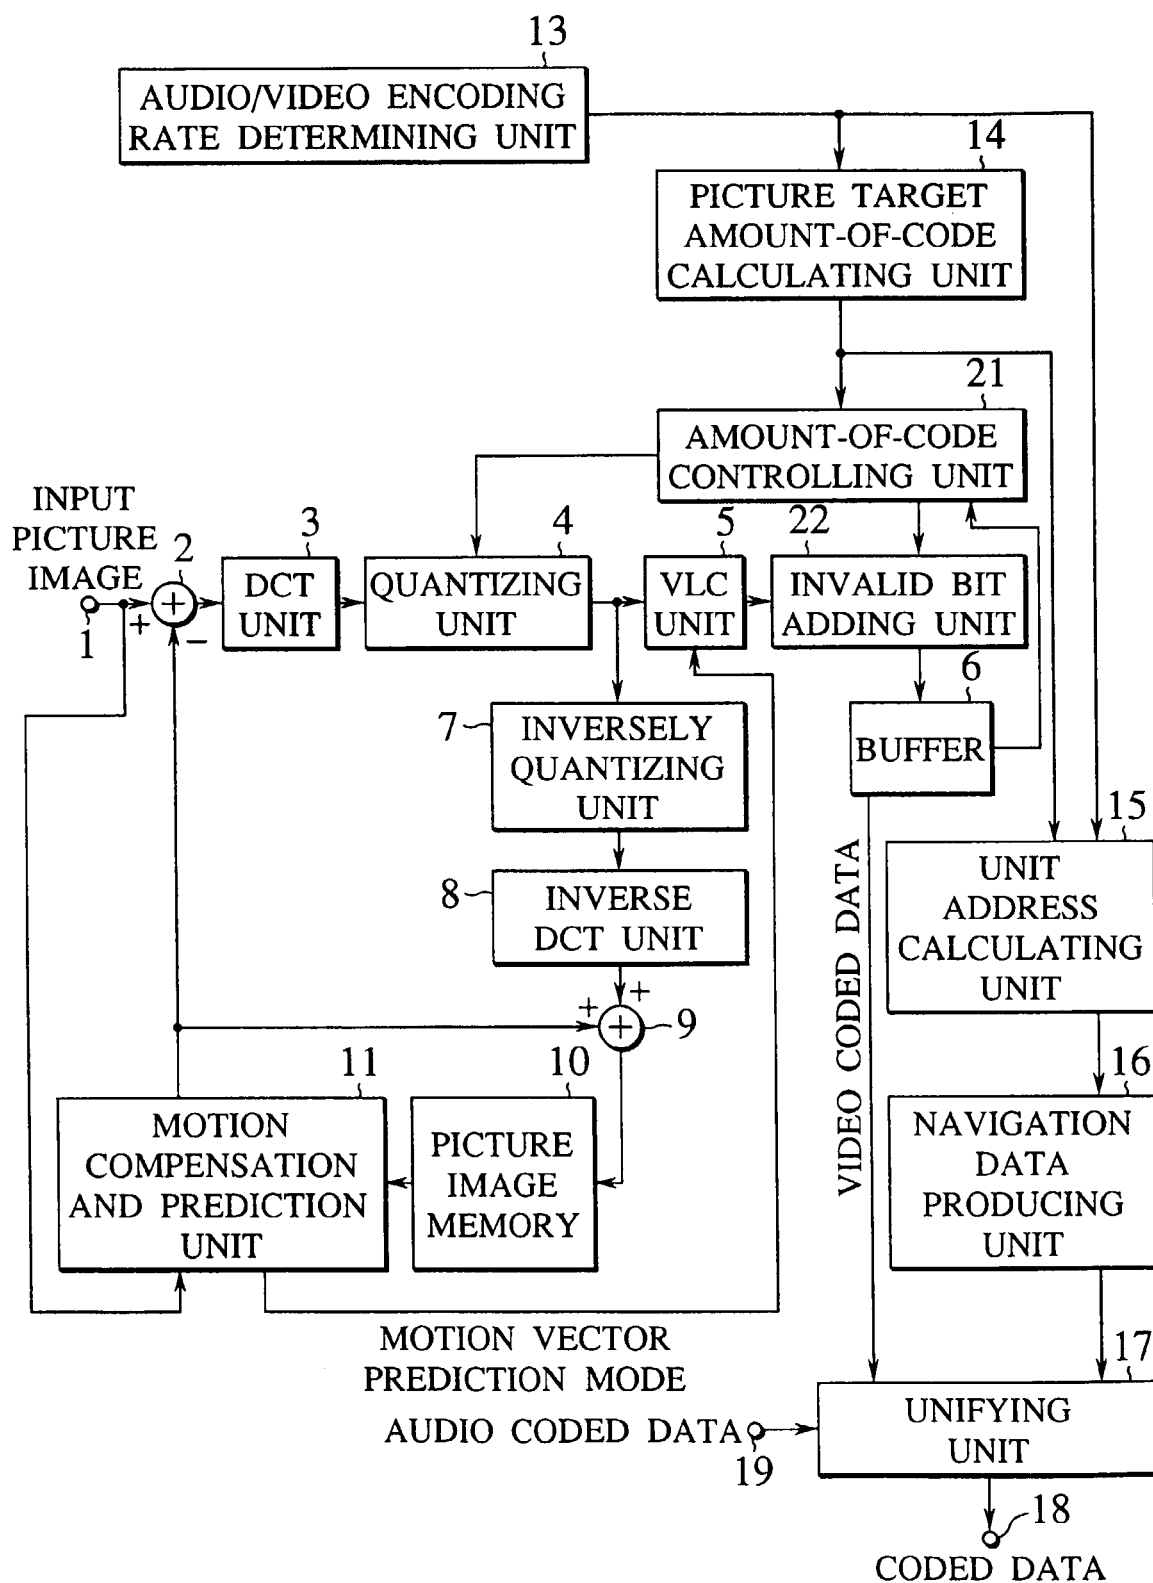 13
AUDIO/VIDEO ENCODING
RATE DETERMINING UNIT
14
PICTURE TARGET
AMOUNT-OF-CODE
CALCULATING UNIT
21
AMOUNT-OF-CODE
CONTROLLING UNIT
INPUT
PICTURE
IMAGE
1
2
+
+
−
3
DCT
UNIT
4
QUANTIZING
UNIT
5
VLC
UNIT
22
INVALID BIT
ADDING UNIT
6
BUFFER
7
INVERSELY
QUANTIZING
UNIT
8
INVERSE
DCT UNIT
+
+
+
9
10
PICTURE
IMAGE
MEMORY
11
MOTION
COMPENSATION
AND PREDICTION
UNIT
MOTION VECTOR
PREDICTION MODE
VIDEO CODED DATA
15
UNIT
ADDRESS
CALCULATING
UNIT
16
NAVIGATION
DATA
PRODUCING
UNIT
17
UNIFYING
UNIT
AUDIO CODED DATA
19
18
CODED DATA